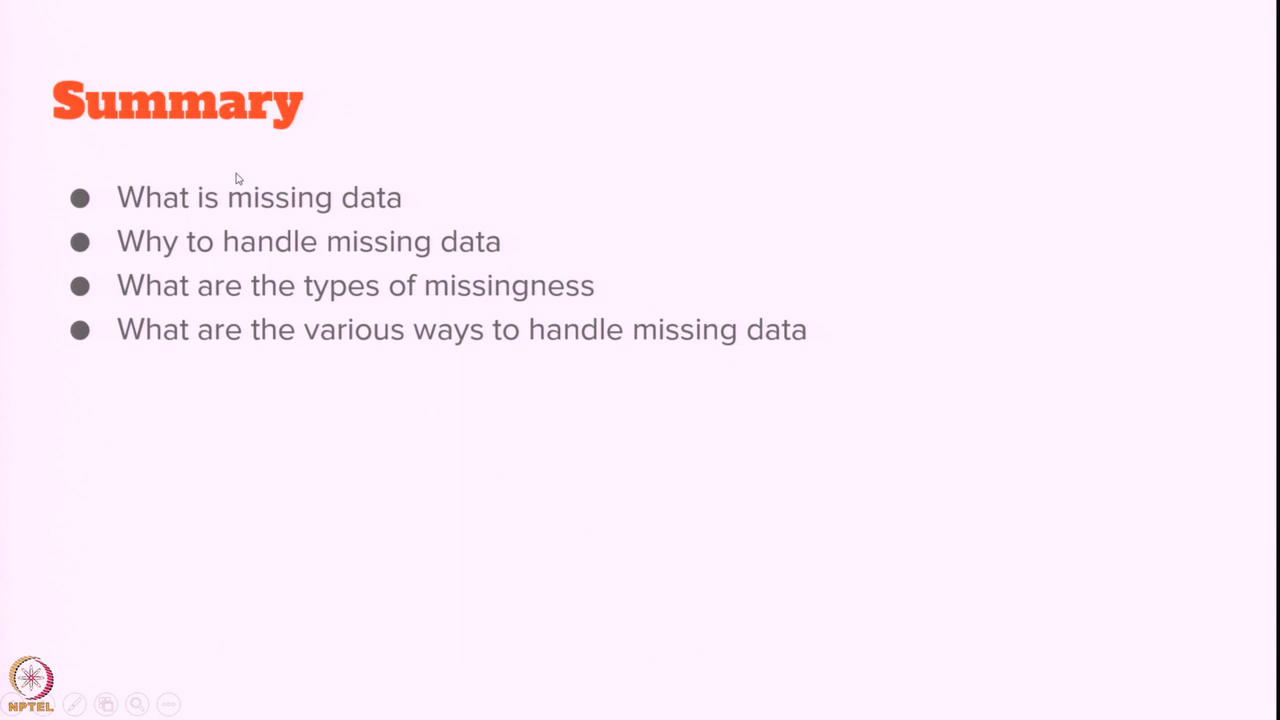 Summary
● What is missing data
● Why to handle missing data
● What are the types of missingness
● What are the various ways to handle missing data
NPTEL